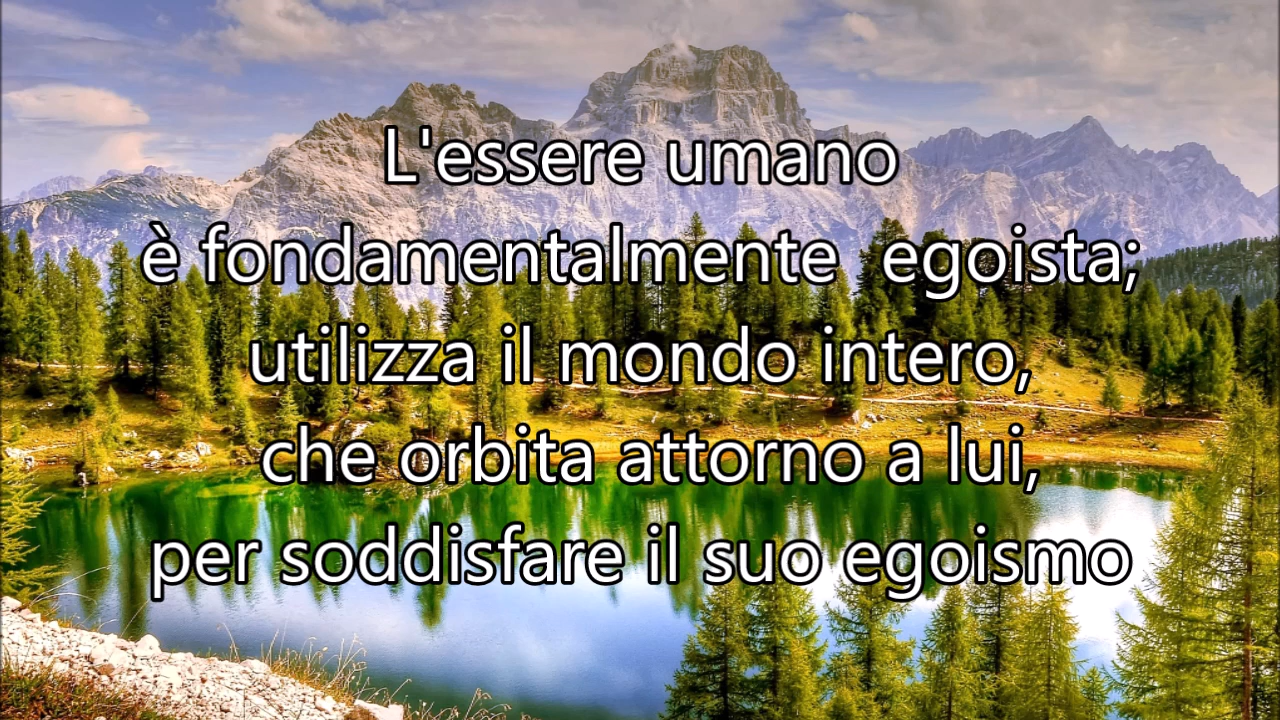 L'essere umano
è fondamentalmente  egoista;
utilizza il mondo intero,
che orbita attorno a lui,
per soddisfare il suo egoismo